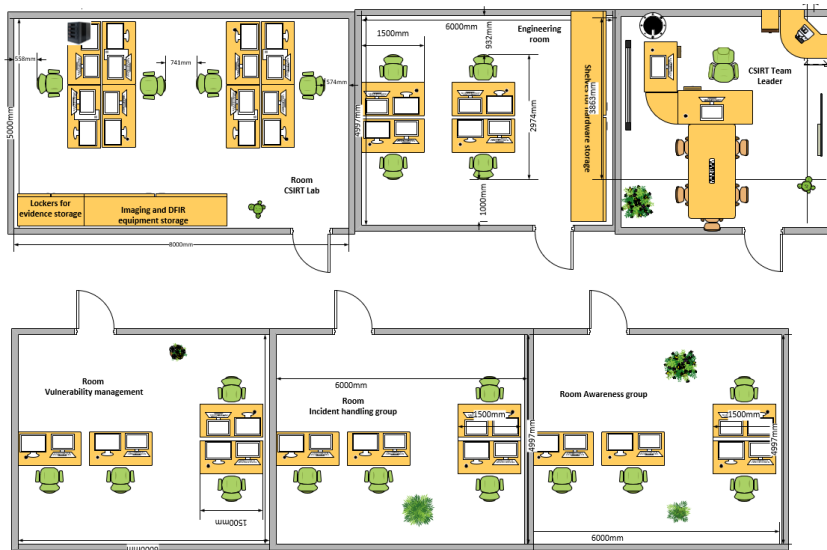 1500mm
6000mm
932mm
Engineering
room
558mm
741mm
574mm
5000mm
4997mm
2974mm
Shelves
hardware storage
3863mm
CSIRT Team
Leader
Room
CSIRT Lab
Lockers for
evidence storage
Imaging and DFIR
equipment storage
1000mm
8000mm
Room
Vulnerability management
6000mm
Room
Incident handling group
Room Awareness group
1500mm
4997mm
1500mm
4997mm
1500mm
6000mm